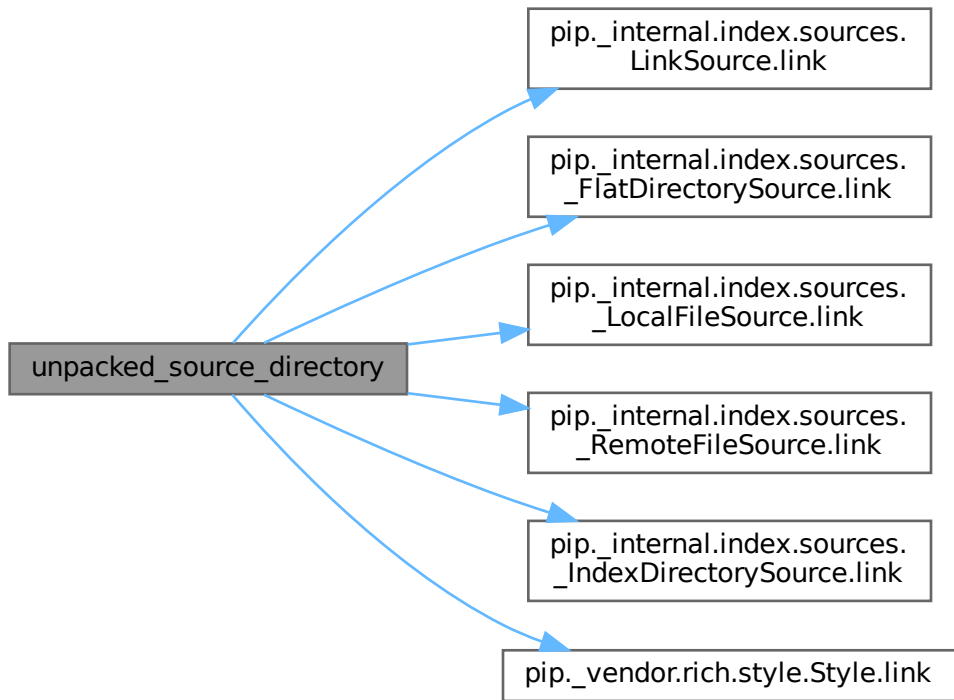 pip._internal.index.sources.
LinkSource.link
pip._internal.index.sources.
_FlatDirectorySource.link
pip._internal.index.sources.
_LocalFileSource.link
unpacked_source_directory
pip._internal.index.sources.
_RemoteFileSource.link
pip._internal.index.sources.
_IndexDirectorySource.link
pip._vendor.rich.style.Style.link